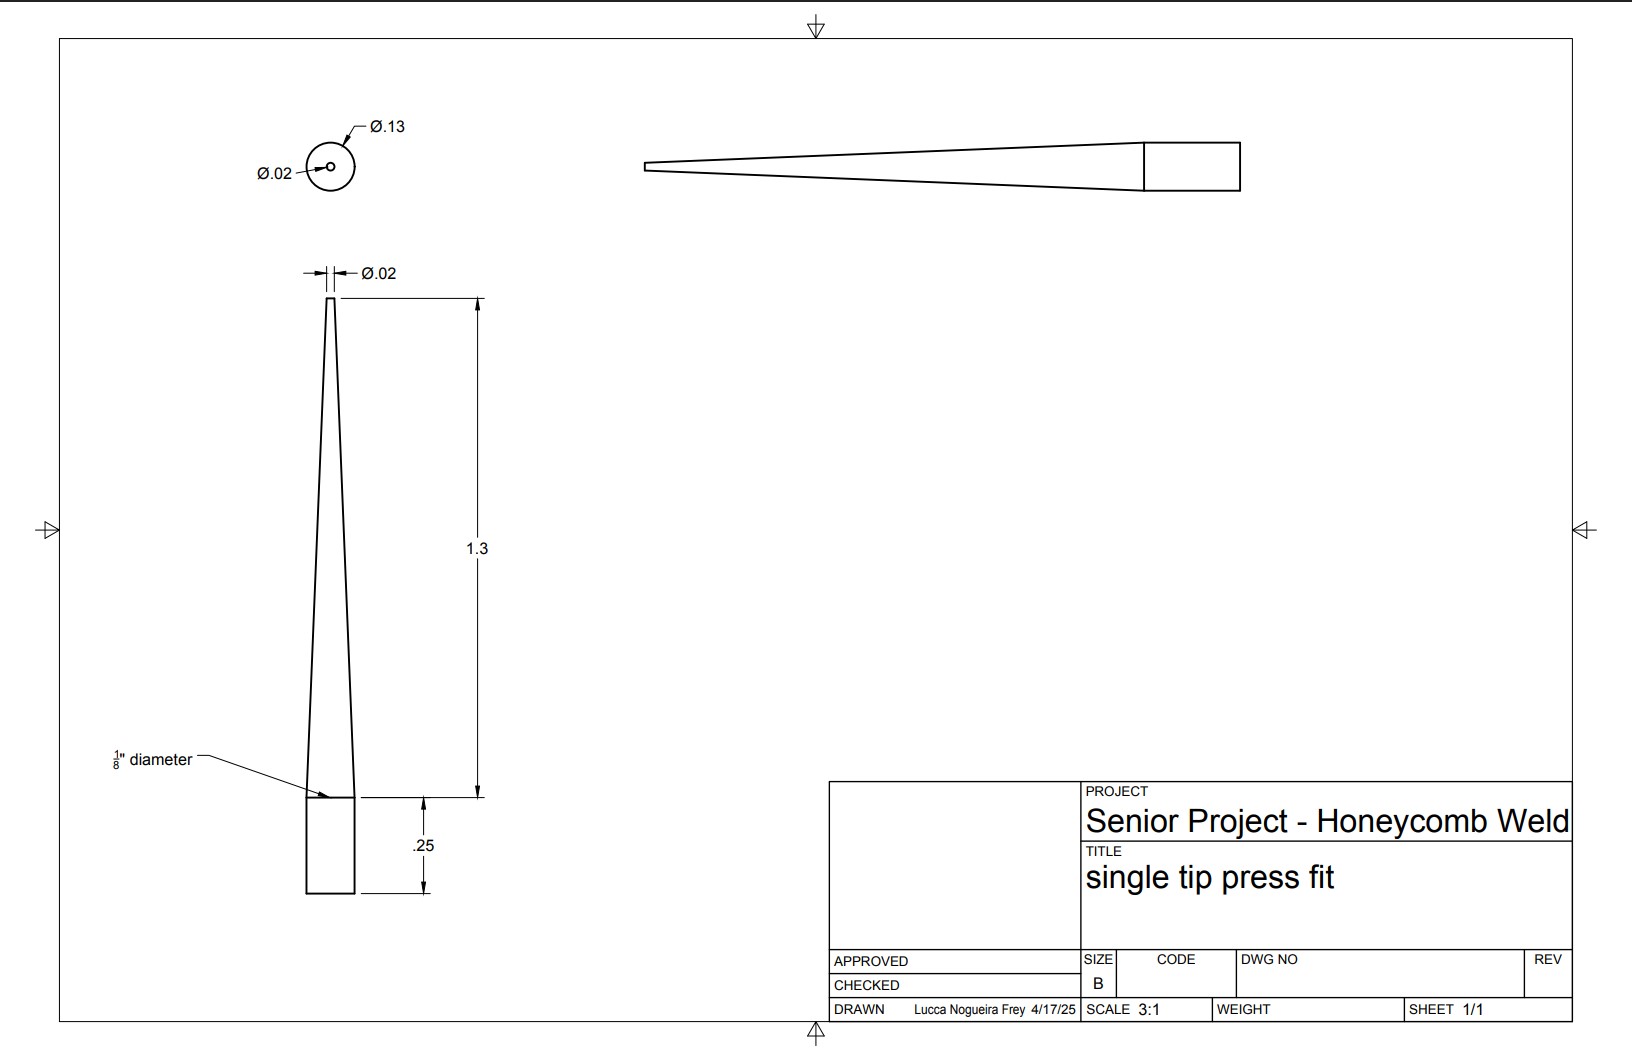 Ø.13
Ø.02
Ø.02
1.3
1/8" diameter
.25
PROJECT
Senior Project - Honeycomb Weld
TITLE
single tip press fit
APPROVED
CHECKED
DRAWN Lucca Nogueira Frey 4/17/25
SIZE
B
CODE
DWG NO
REV
SCALE 3:1
WEIGHT
SHEET 1/1